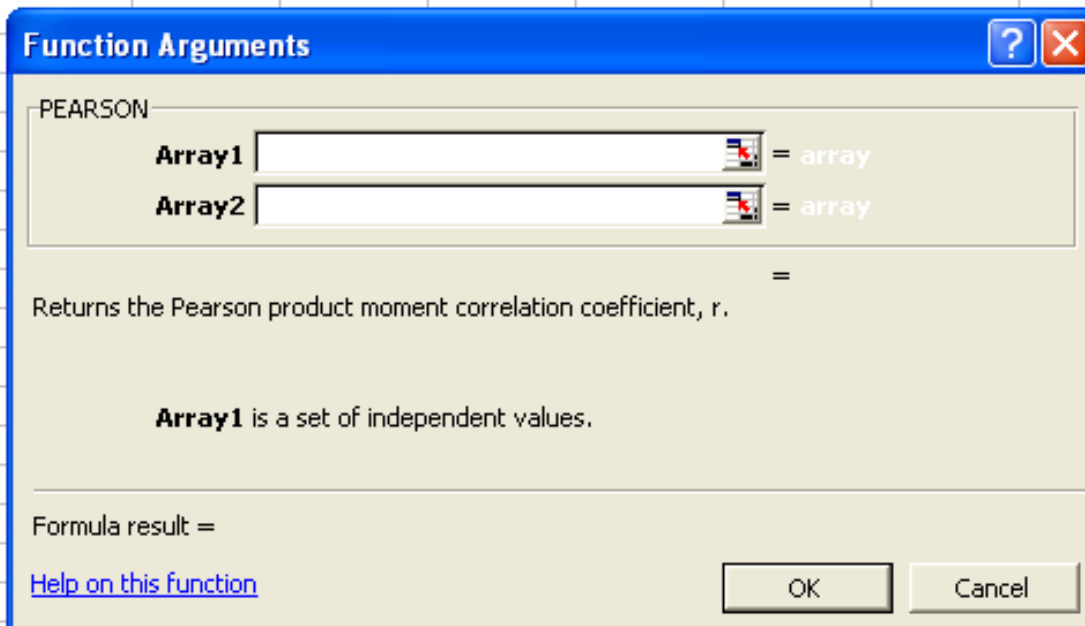 Function Arguments
PEARSON
Array1 = array
Array2 = array
=
Returns the Pearson product moment correlation coefficient, r.
Array1 is a set of independent values.
Formula result =
Help on this function
OK Cancel